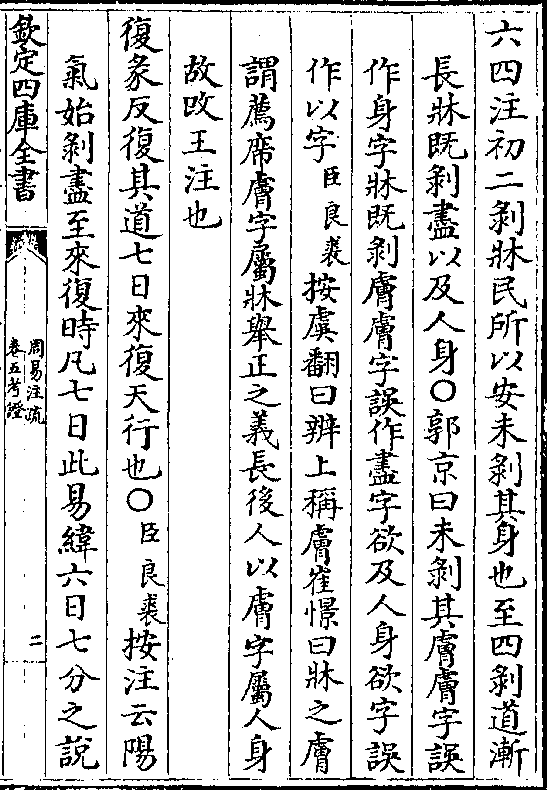 六四注初二剝牀民所以安未剝其身也至四剝道漸
長牀既剝盡以及人身○郭京曰未剝其膚膚字誤
作身字牀既剝膚膚字誤作盡字欲及人身欲字誤
作以字臣良裘按虞翻曰辨上稱膚崔憬曰牀之膚
謂薦席膚字屬牀舉正之義長後人以膚字屬人身
故改王注也
復彖反復其道七日來復天行也○臣良裘按注云陽
氣始剝盡至來復時凡七日此易緯六日七分之說
欽定四庫全書
周易注疏
卷五考證
二